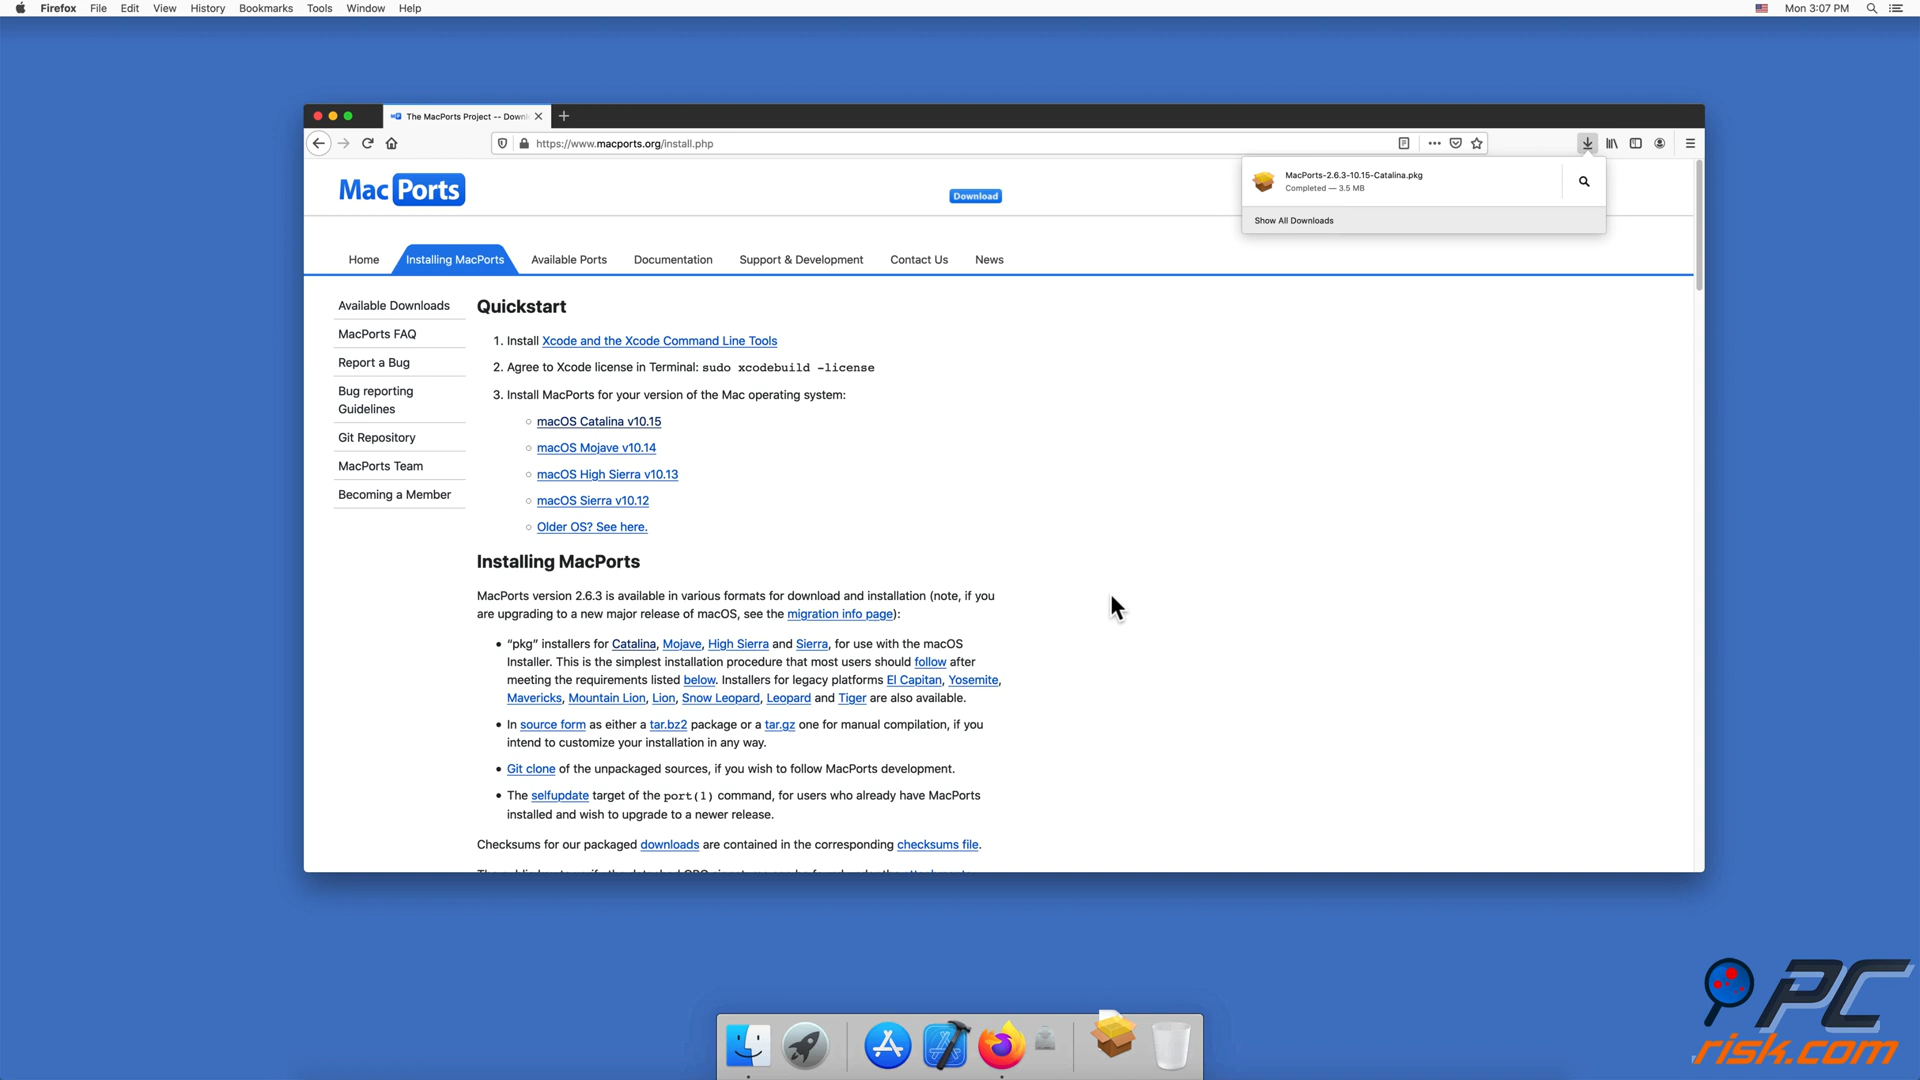 Firefox File Edit View History Bookmarks Tools Window Help
Mon 3:07 PM
The MacPorts Project -- Downl
https://www.macports.org/install.php
MacPorts-2.6.3-10.15-Catalina.pkg
Completed — 3.5 MB
Show All Downloads
MacPorts
Download
Home Installing MacPorts Available Ports Documentation Support & Development Contact Us News
Available Downloads
MacPorts FAQ
Report a Bug
Bug reporting
Guidelines
Git Repository
MacPorts Team
Becoming a Member
Quickstart
1. Install Xcode and the Xcode Command Line Tools
2. Agree to Xcode license in Terminal: sudo xcodebuild -license
3. Install MacPorts for your version of the Mac operating system:
macOS Catalina v10.15
macOS Mojave v10.14
macOS High Sierra v10.13
macOS Sierra v10.12
Older OS? See here.
Installing MacPorts
MacPorts version 2.6.3 is available in various formats for download and installation (note, if you
are upgrading to a new major release of macOS, see the migration info page):
• “pkg” installers for Catalina, Mojave, High Sierra and Sierra, for use with the macOS
Installer. This is the simplest installation procedure that most users should follow after
meeting the requirements listed below. Installers for legacy platforms El Capitan, Yosemite,
Mavericks, Mountain Lion, Lion, Snow Leopard, Leopard and Tiger are also available.
• In source form as either a tar.bz2 package or a tar.gz one for manual compilation, if you
intend to customize your installation in any way.
• Git clone of the unpackaged sources, if you wish to follow MacPorts development.
• The selfupdate target of the port(1) command, for users who already have MacPorts
installed and wish to upgrade to a newer release.
Checksums for our packaged downloads are contained in the corresponding checksums file.
PC
risk.com